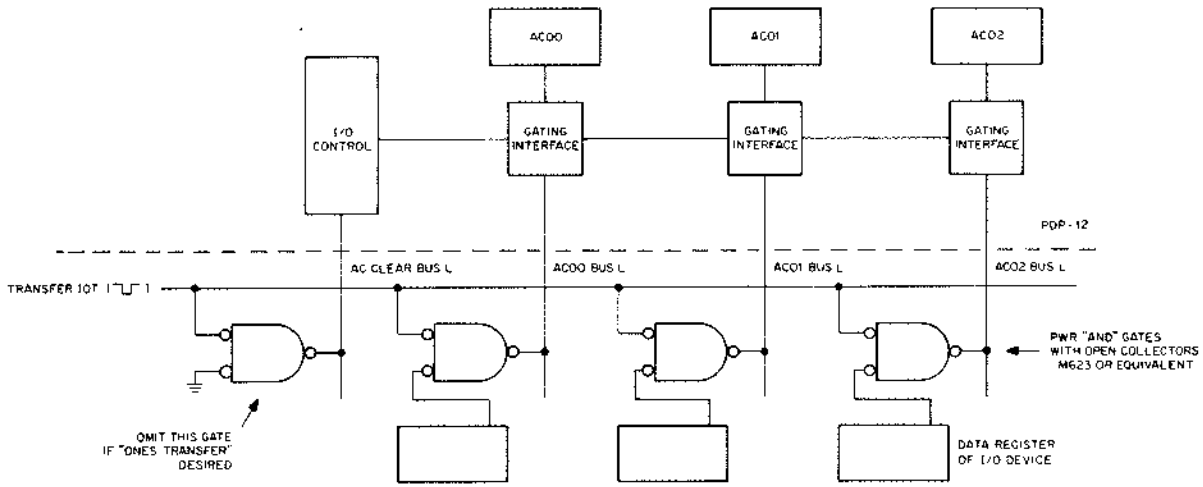 AC00
AC01
AC02
I/O
CONTROL
GATING
INTERFACE
GATING
INTERFACE
GATING
INTERFACE
PDP-12
AC CLEAR BUS L
AC00 BUS L
AC01 BUS L
AC02 BUS L
TRANSFER IOT
PWR "AND" GATES
WITH OPEN COLLECTORS
M623 OR EQUIVALENT
OMIT THIS GATE
IF "ONES TRANSFER"
DESIRED
DATA REGISTER
OF I/O DEVICE